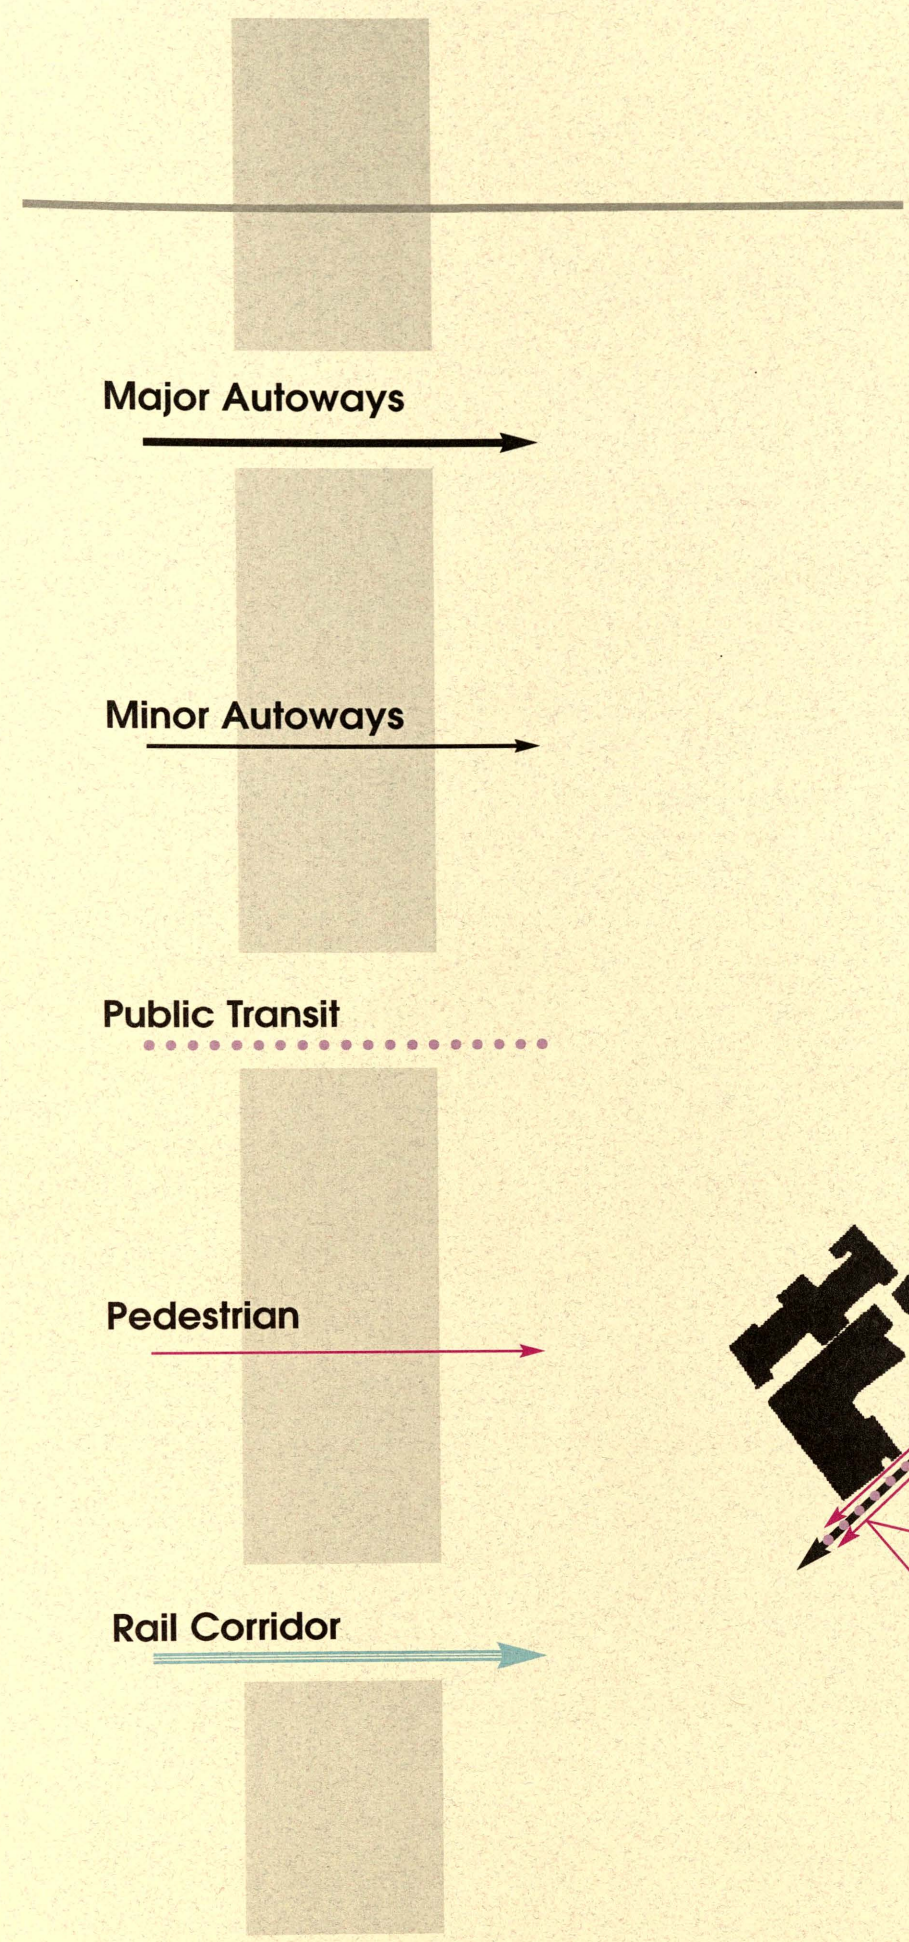 Major Autoways
Minor Autoways
Public Transit
Pedestrian
Rail Corridor